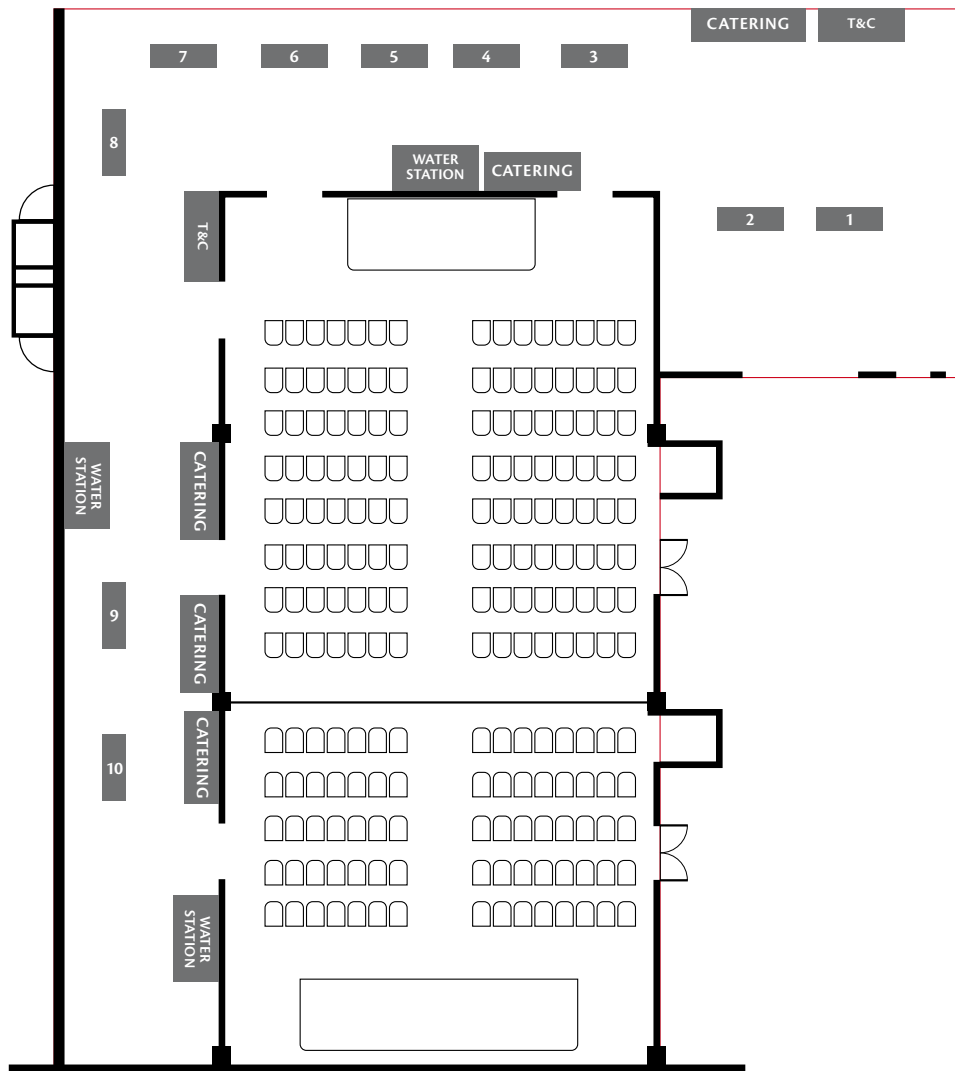 CATERING
T&C
7
6
5
4
3
8
WATER
STATION
CATERING
T&C
2
1
WATER
STATION
CATERING
9
CATERING
CATERING
10
WATER
STATION